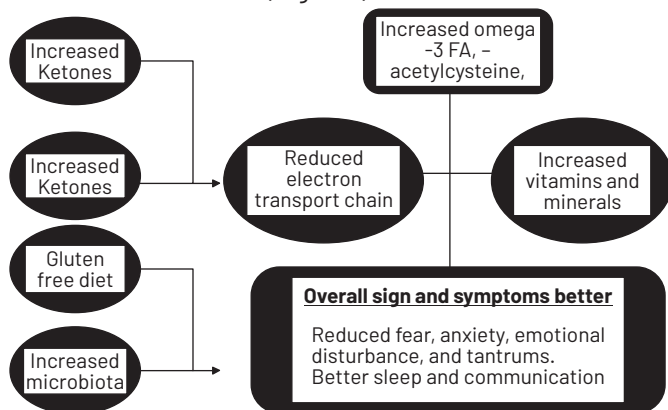 Increased
Ketones
Increased omega
-3 FA, –
acetylcysteine,
Increased
Ketones
Reduced
electron
transport chain
Increased
vitamins and
minerals
Gluten
free diet
Increased
microbiota
Overall sign and symptoms better
Reduced fear, anxiety, emotional
disturbance, and tantrums.
Better sleep and communication